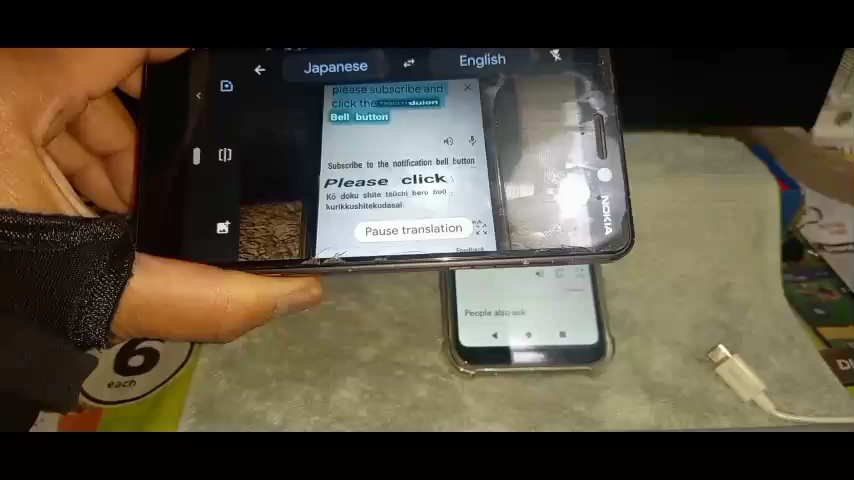 Japanese
English
please subscribe and
click the
Bell button
Subscribe to the notification bell button
Please click
Kō doku shite tsūchi beru
kurikkushitekudasai
Pause translation
Feedback
NOKIA
People also ask
6
each